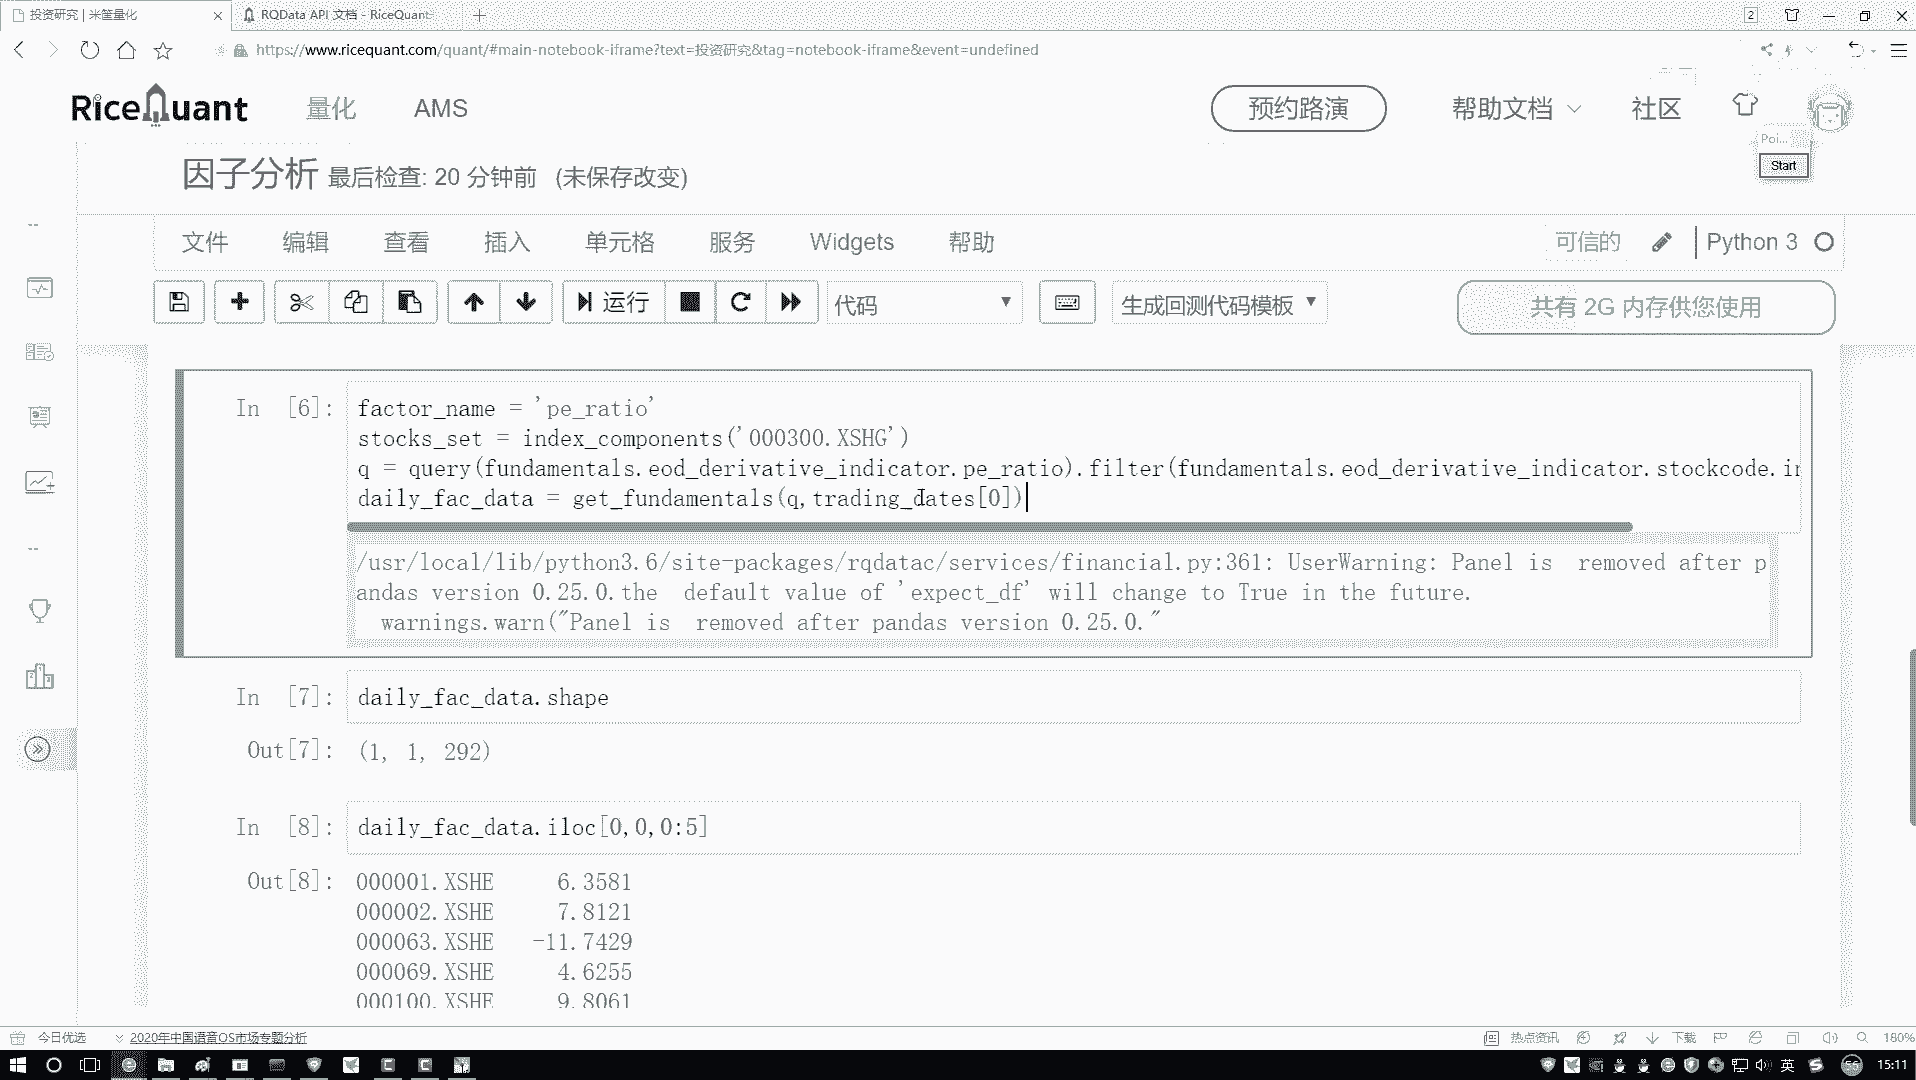 投资研究 | 米筐量化
RQData API 文档 - RiceQuant
2
https://www.ricequant.com/quant/#main-notebook-iframe?text=投资研究&tag=notebook-iframe&event=undefined
RiceQuant
量化
AMS
预约路演
帮助文档
社区
Poi...
Start
因子分析 最后检查: 20 分钟前 (未保存改变)
文件 编辑 查看 插入 单元格 服务 Widgets 帮助
可信的
Python 3
运行
代码
生成回测代码模板
共有 2G 内存供您使用
In [6]:
factor_name = 'pe_ratio'
stocks_set = index_components('000300.XSHG')
q = query(fundamentals.eod_derivative_indicator.pe_ratio).filter(fundamentals.eod_derivative_indicator.stockcode.in
daily_fac_data = get_fundamentals(q,trading_dates[0])
/usr/local/lib/python3.6/site-packages/rqdatac/services/financial.py:361: UserWarning: Panel is  removed after p
andas version 0.25.0.the  default value of 'expect_df' will change to True in the future.
  warnings.warn("Panel is  removed after pandas version 0.25.0."
In [7]: daily_fac_data.shape
Out[7]: (1, 1, 292)
In [8]: daily_fac_data.iloc[0,0,0:5]
Out[8]:
000001.XSHE 6.3581
000002.XSHE 7.8121
000063.XSHE -11.7429
000069.XSHE 4.6255
000100.XSHE 9.8061
今日优选
2020年中国语音OS市场专题分析
热点资讯
下载
180%
英
56
15:11